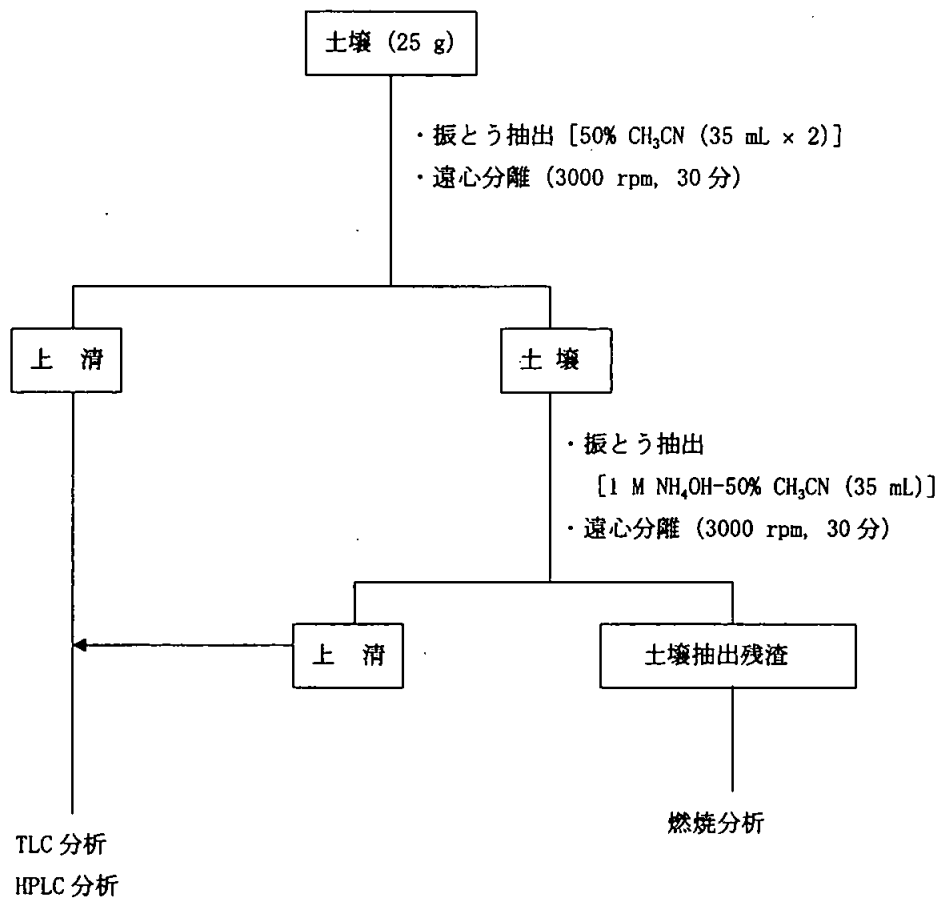 土壌 (25 g)
・振とう抽出 [50% CH₃CN (35 mL × 2)]
・遠心分離 (3000 rpm, 30 分)
上 清
土 壌
・振とう抽出
[1 M NH₄OH-50% CH₃CN (35 mL)]
・遠心分離 (3000 rpm, 30 分)
上 清
土壌抽出残渣
燃焼分析
TLC 分析
HPLC 分析